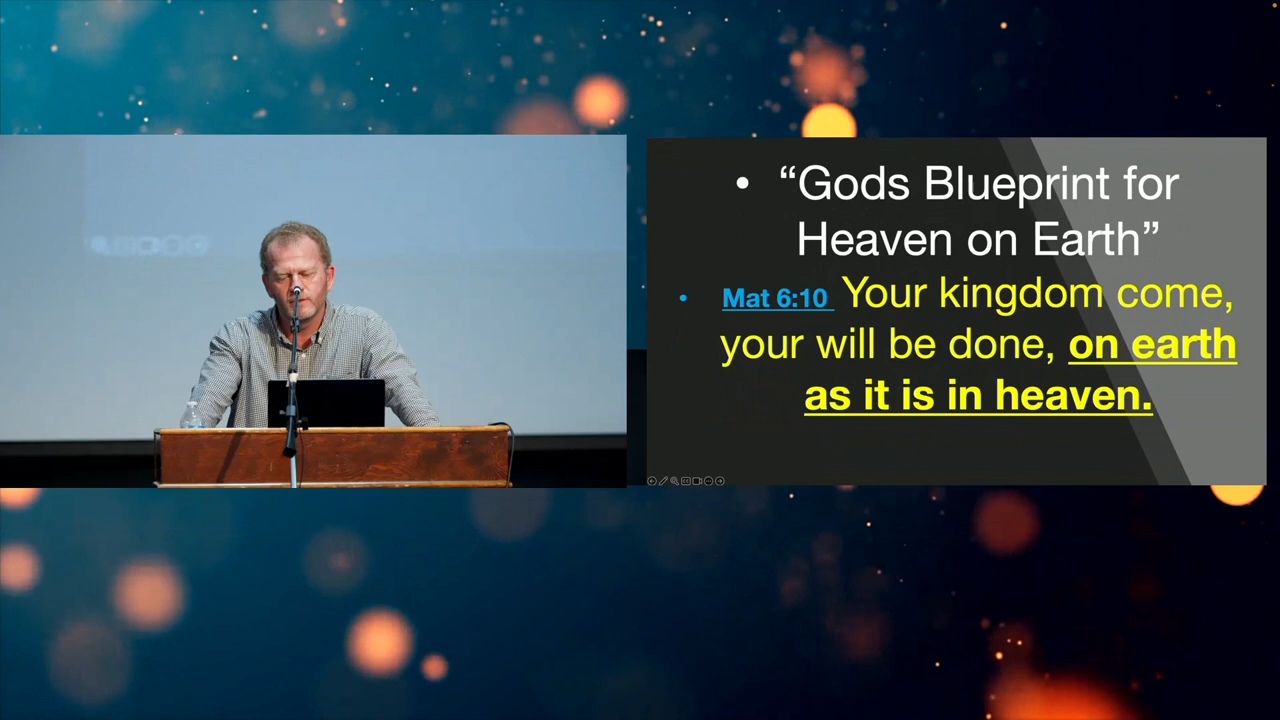 • “Gods Blueprint for
Heaven on Earth”
• Mat 6:10 Your kingdom come,
your will be done, on earth
as it is in heaven.